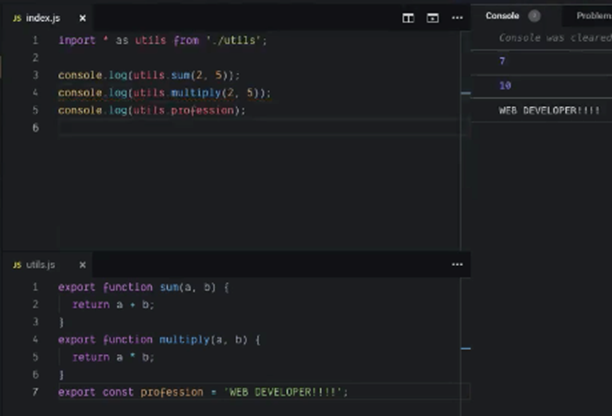 JS index.js ×
1 import * as utils from './utils';
2
3 console.log(utils.sum(2, 5));
4 console.log(utils.multiply(2, 5));
5 console.log(utils.profession);
6
Console
Problem
Console was cleared
7
10
WEB DEVELOPER!!!!
JS utils.js ×
1 export function sum(a, b) {
2 return a + b;
3 }
4 export function multiply(a, b) {
5 return a * b;
6 }
7 export const profession = 'WEB DEVELOPER!!!!';